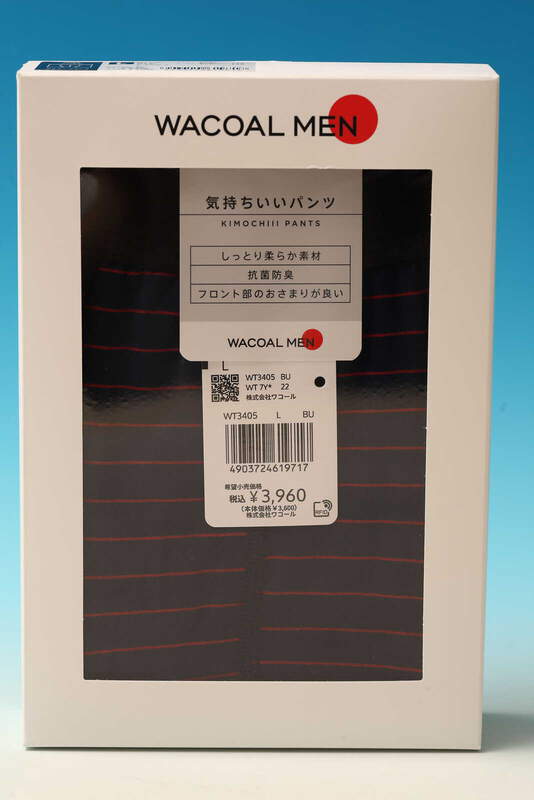 WACOAL MEN
気持ちいいパンツ
KIMOCHIII PANTS
しっとり柔らか素材
抗菌防臭
フロント部のおさまりが良い
WACOAL MEN
L
WT3405 BU
WT 7Y* 22
株式会社ワコール
WT3405 L BU
4903724619717
希望小売価格
税込 ¥3,960
(本体価格¥3,600)
株式会社ワコール
RFID